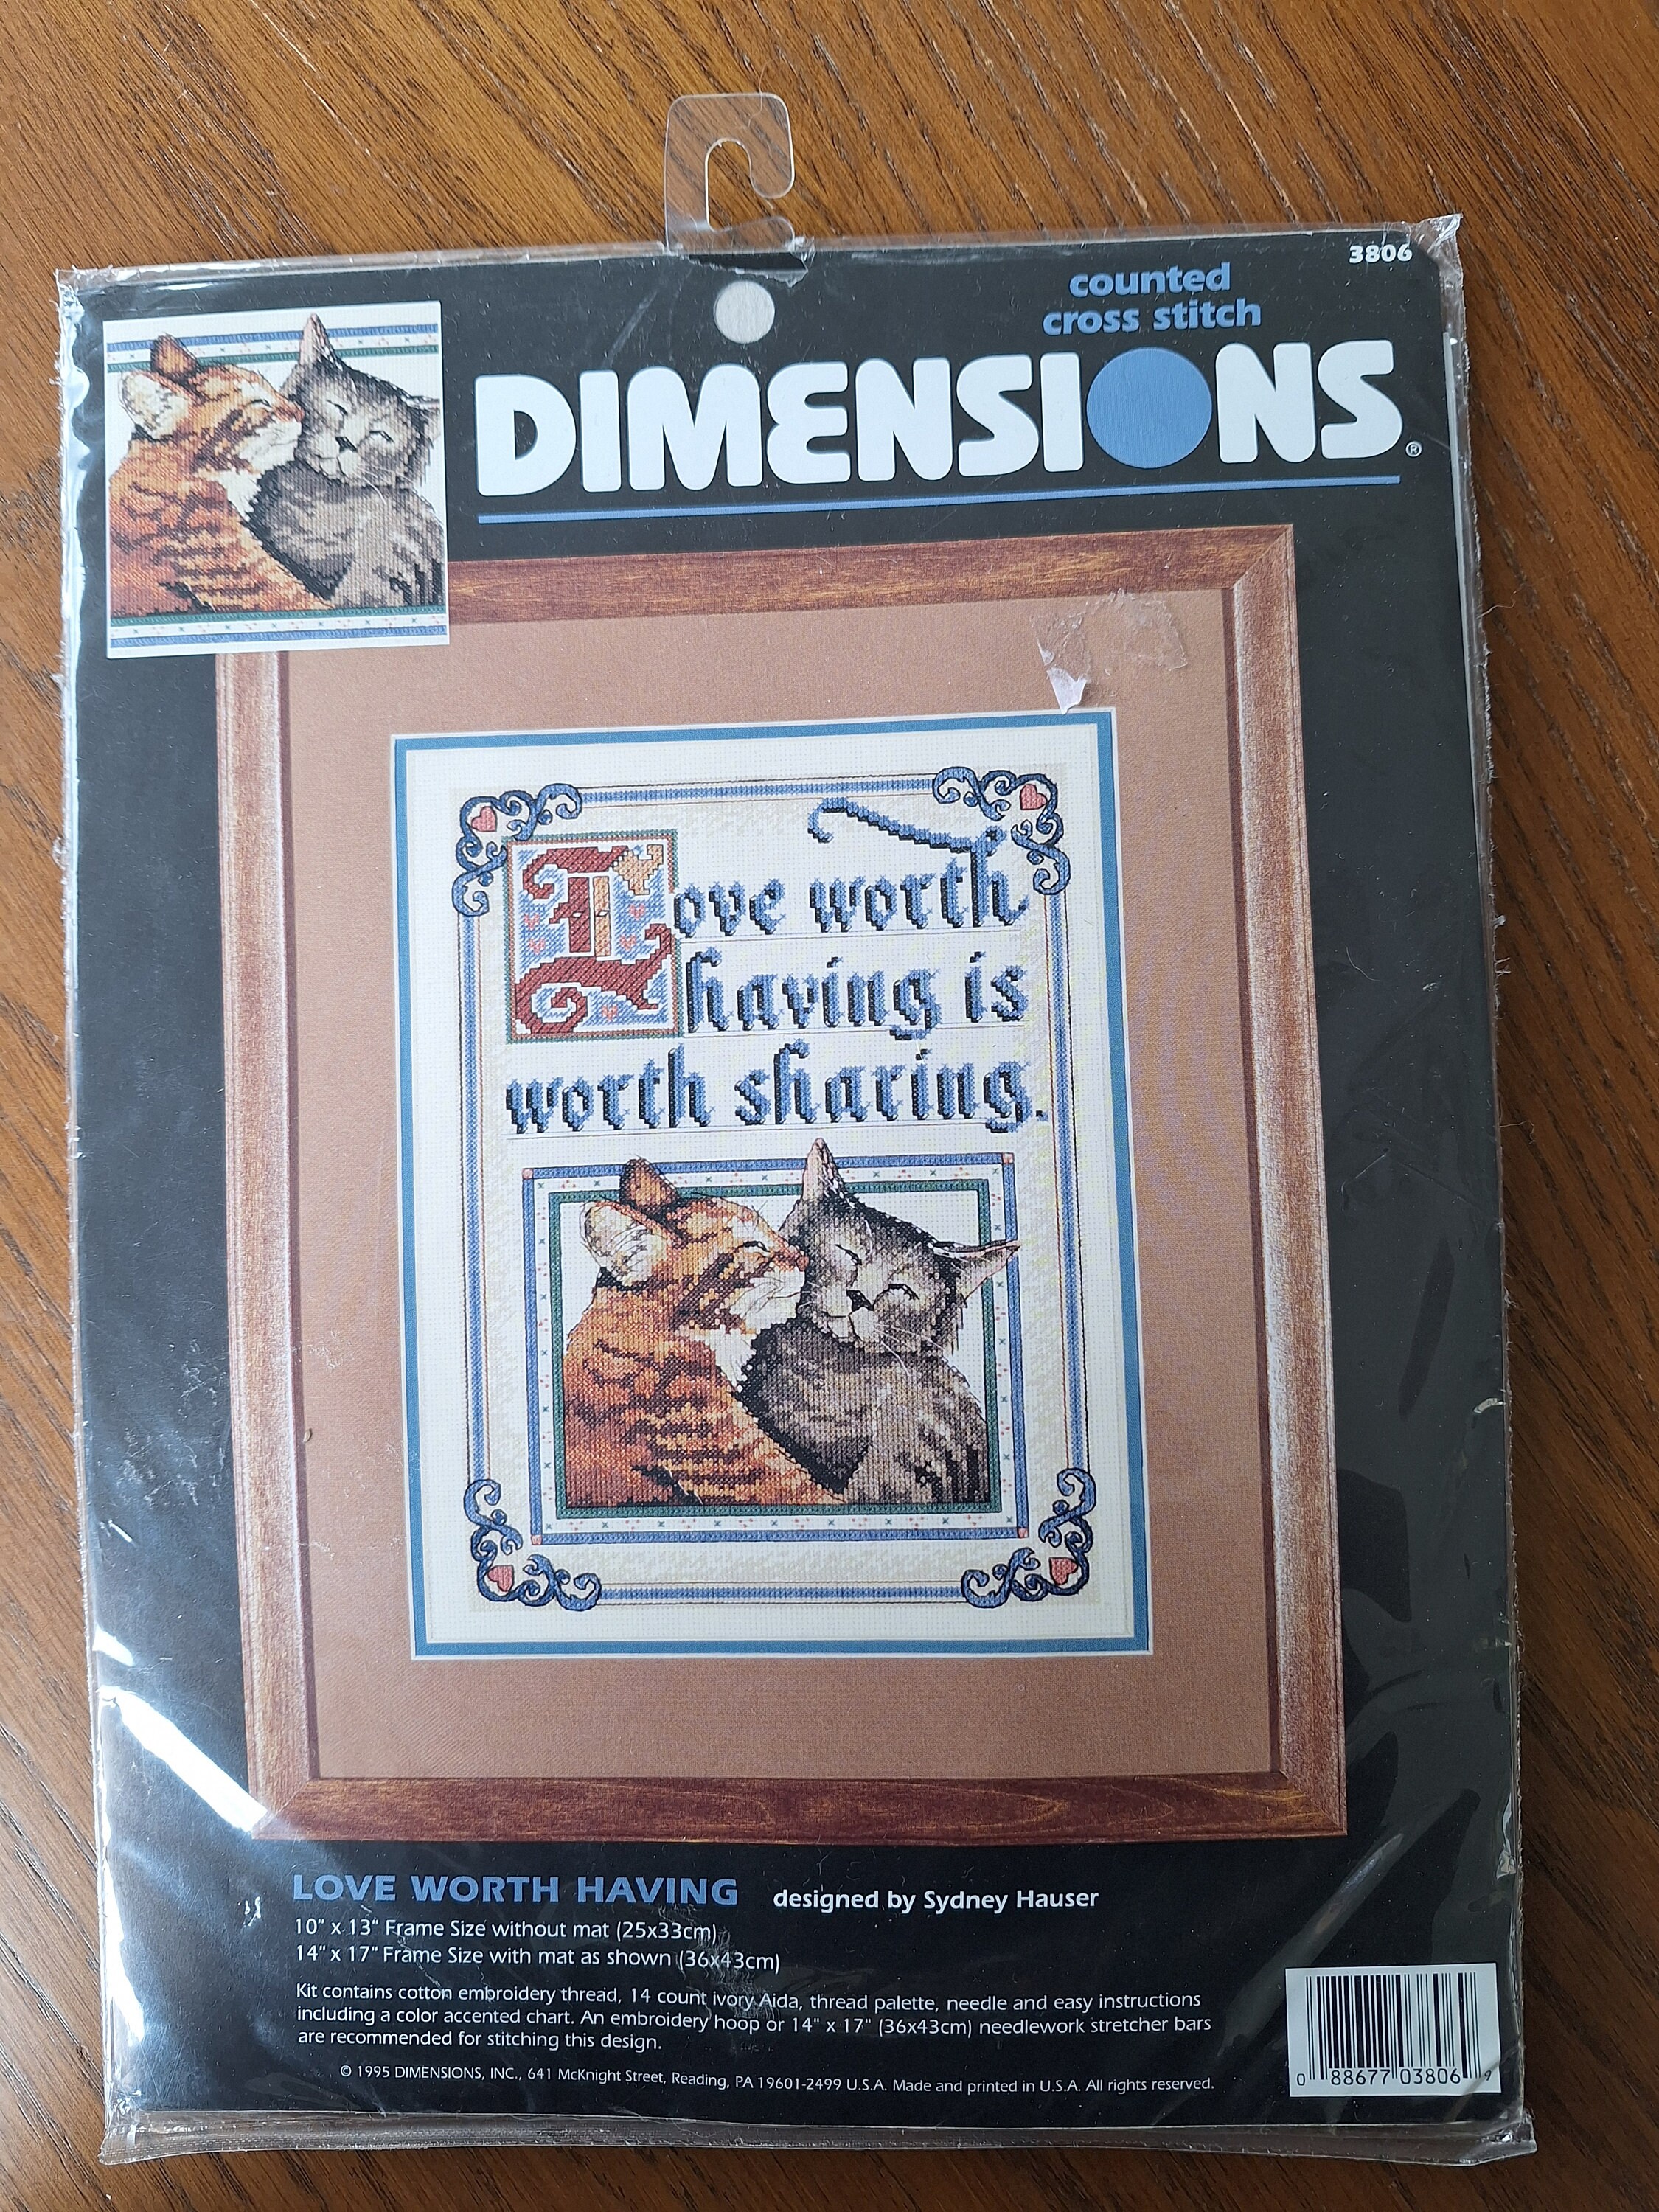 3806
counted
cross stitch
DIMENSIONS®
Love worth
having is
worth sharing.
LOVE WORTH HAVING designed by Sydney Hauser
10" x 13" Frame Size without mat (25x33cm)
14" x 17" Frame Size with mat as shown (36x43cm)
Kit contains cotton embroidery thread, 14 count ivory Aida, thread palette, needle and easy instructions
including a color accented chart. An embroidery hoop or 14" x 17" (36x43cm) needlework stretcher bars
are recommended for stitching this design.
© 1995 DIMENSIONS, INC., 641 McKnight Street, Reading, PA 19601-2499 U.S.A. Made and printed in U.S.A. All rights reserved.
0 88677 03806 9